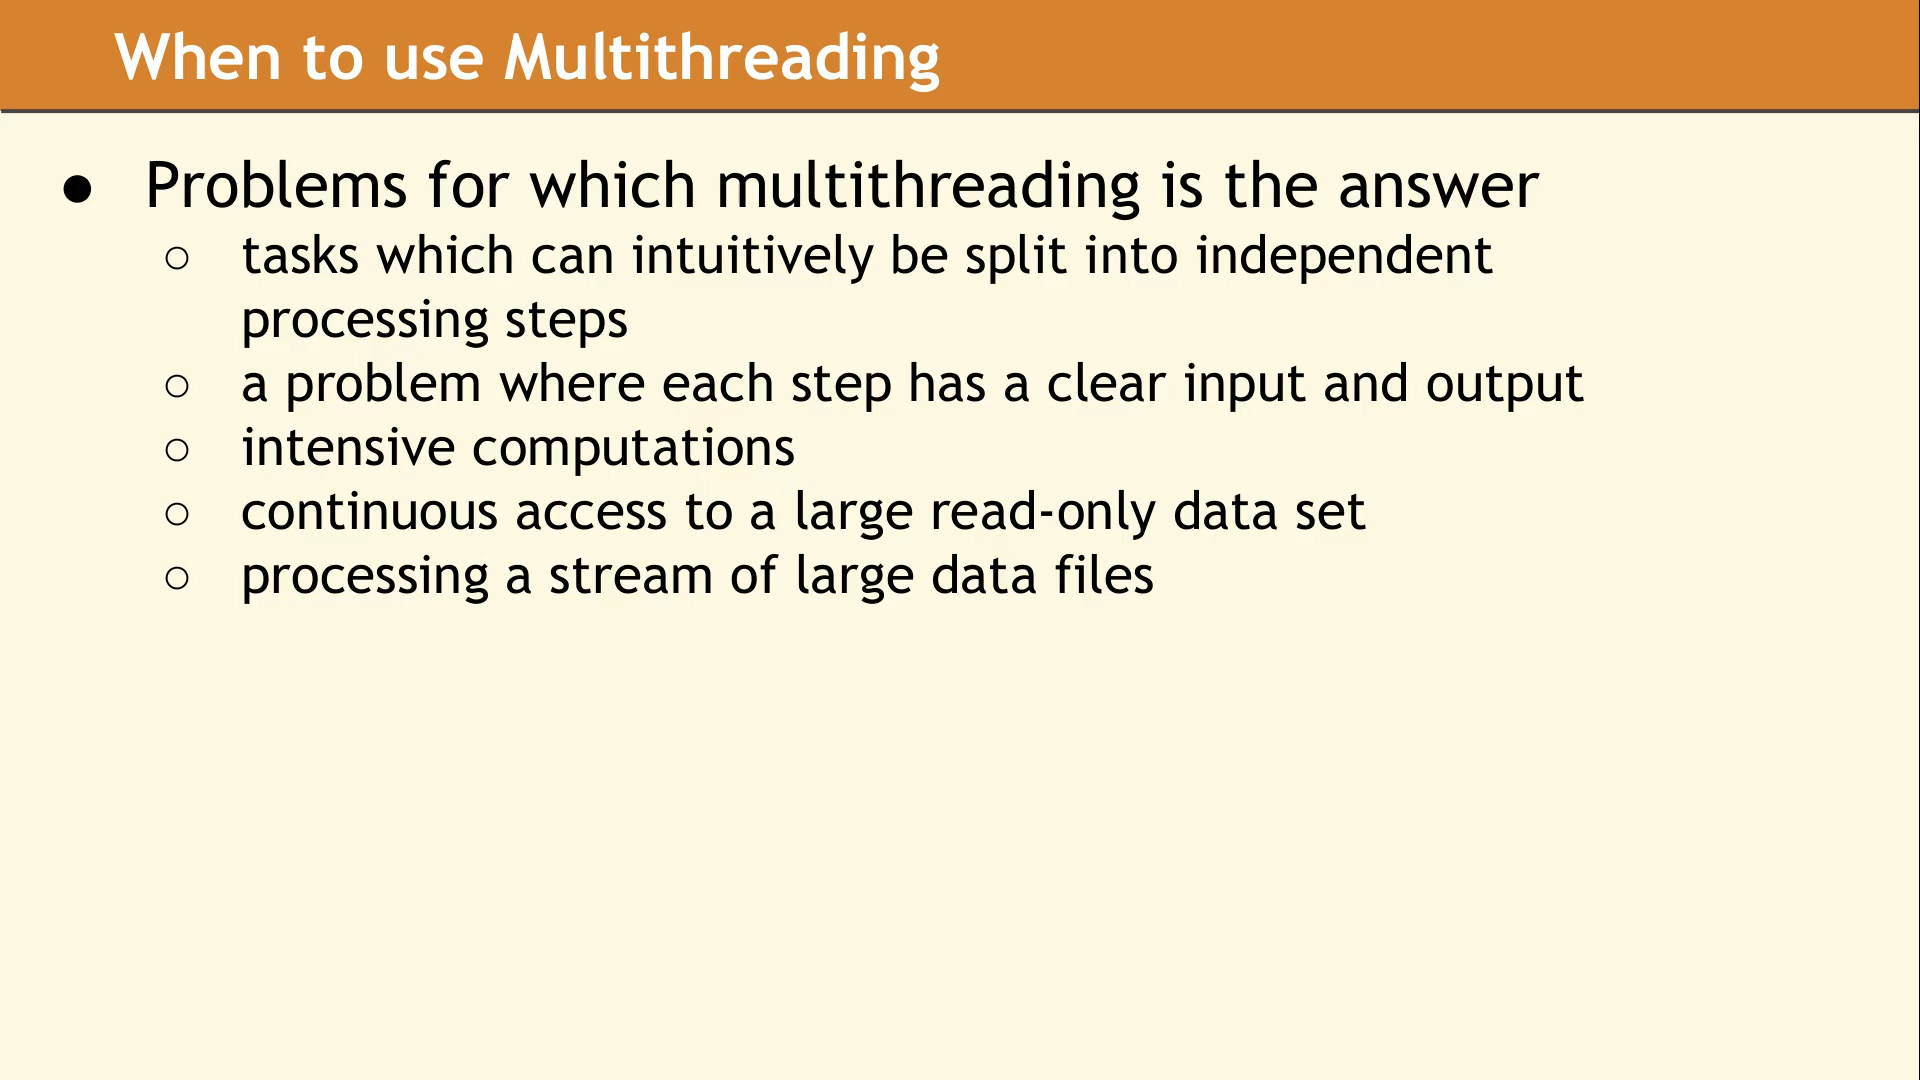 When to use Multithreading
● Problems for which multithreading is the answer
○ tasks which can intuitively be split into independent
processing steps
○ a problem where each step has a clear input and output
○ intensive computations
○ continuous access to a large read-only data set
○ processing a stream of large data files